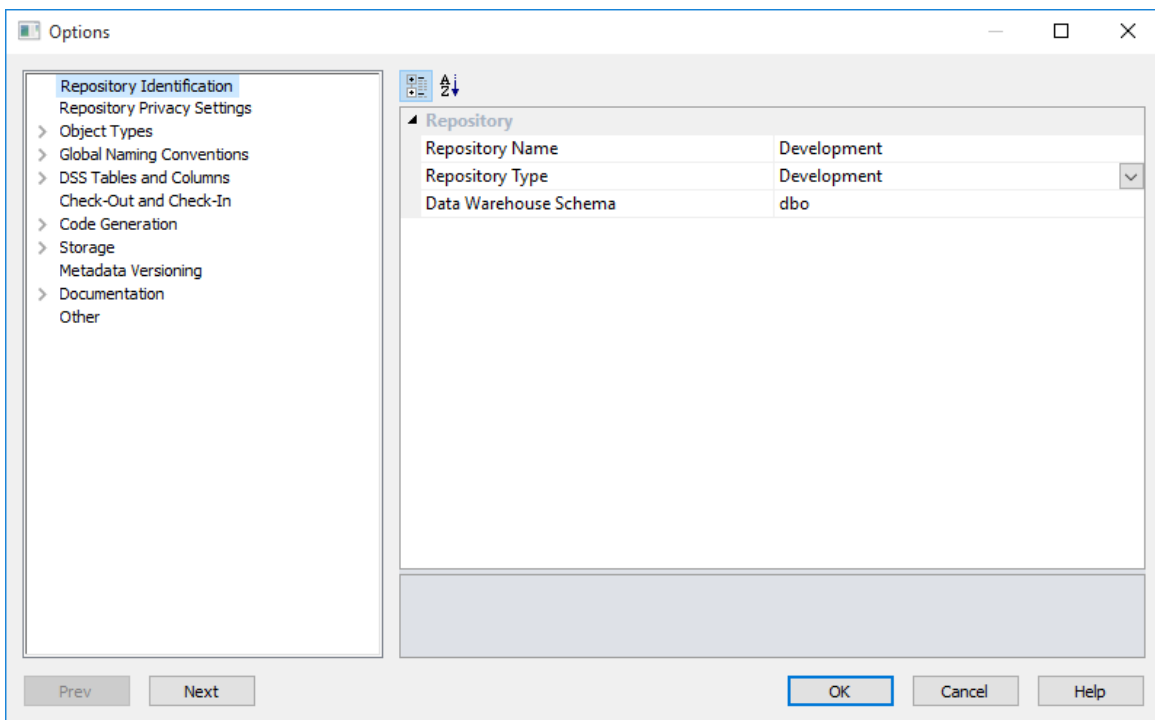 Options
Repository Identification
Repository Privacy Settings
Object Types
Global Naming Conventions
DSS Tables and Columns
Check-Out and Check-In
Code Generation
Storage
Metadata Versioning
Documentation
Other
A
Z
Repository
Repository Name Development
Repository Type Development
Data Warehouse Schema dbo
Prev Next OK Cancel Help